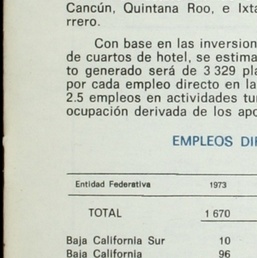 Cancún, Quintana Roo, e Ixta
rrero.
Con base en las inversion
de cuartos de hotel, se estima
to generado será de 3 329 pla
por cada empleo directo en la
2.5 empleos en actividades tu
ocupación derivada de los apo
EMPLEOS DI
Entidad Federativa 1973
TOTAL 1 670
Baja California Sur 10
Baja California 96